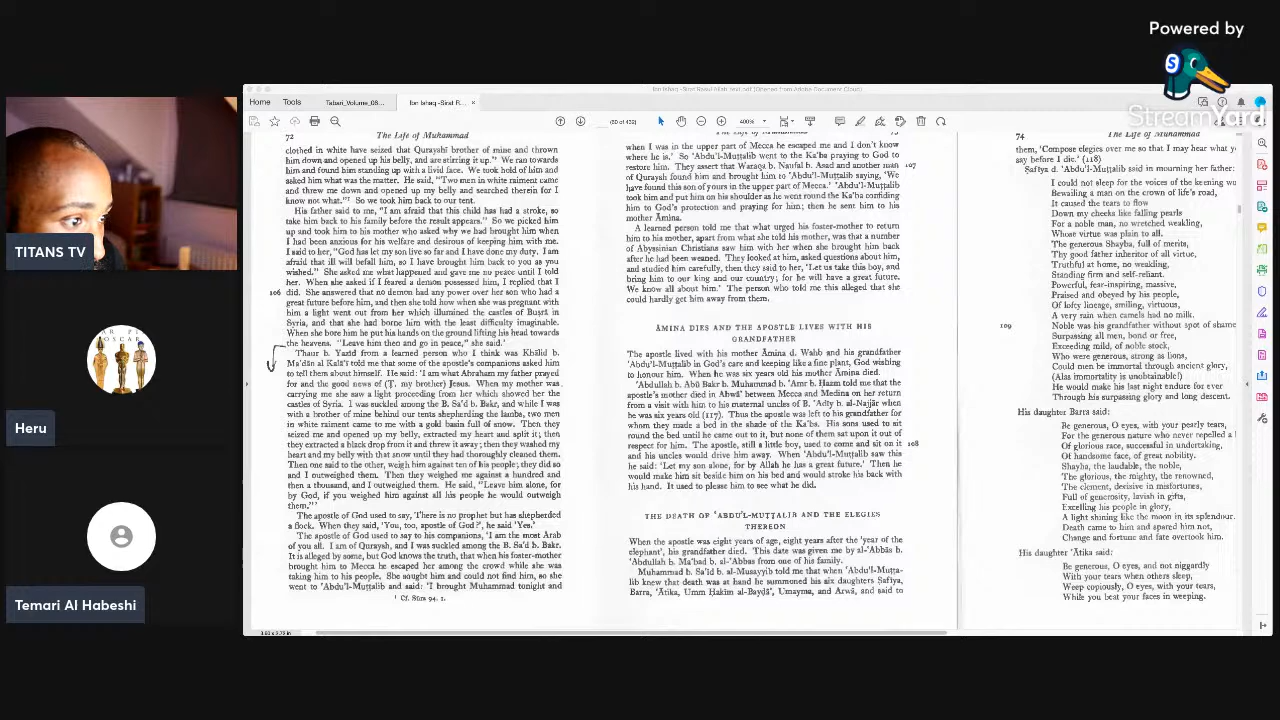 Powered by
StreamYard
TITANS TV
Heru
Temari Al Habeshi
Home
Tools
Tabari_Volume_06...
Ibn Ishaq -Sirat R...
×
(80 of 439)
400%
72 The Life of Muhammad
clothed in white have seized that Qurayshī brother of mine and thrown
him down and opened up his belly, and are stirring it up.' We ran towards
him and found him standing up with a livid face. We took hold of him and
asked him what was the matter. He said, "Two men in white raiment came
and threw me down and opened up my belly and searched therein for I
know not what." So we took him back to our tent.
His father said to me, "I am afraid that this child has had a stroke, so
take him back to his family before the result appears." So we picked him
up and took him to his mother who asked why we had brought him when
I had been anxious for his welfare and desirous of keeping him with me.
I said to her, "God has let my son live so far and I have done my duty. I am
afraid that ill will befall him, so I have brought him back to you as you
wished." She asked me what happened and gave me no peace until I told
her. When she asked if I feared a demon possessed him, I replied that I
106 did. She answered that no demon had any power over her son who had a
great future before him, and then she told how when she was pregnant with
him a light went out from her which illumined the castles of Buṣrā in
Syria, and that she had borne him with the least difficulty imaginable.
When she bore him he put his hands on the ground lifting his head towards
the heavens. "Leave him then and go in peace," she said.'
Thaur b. Yazīd from a learned person who I think was Khālid b.
Ma'dān al Kalā'ī told me that some of the apostle's companions asked him
to tell them about himself. He said: 'I am what Abraham my father prayed
for and the good news of (Ṭ. my brother) Jesus. When my mother was
carrying me she saw a light proceeding from her which showed her the
castles of Syria. I was suckled among the B. Sa'd b. Bakr, and while I was
with a brother of mine behind our tents shepherding the lambs, two men
in white raiment came to me with a gold basin full of snow. Then they
seized me and opened up my belly, extracted my heart and split it; then
they extracted a black drop from it and threw it away; then they washed my
heart and my belly with that snow until they had thoroughly cleaned them.
Then one said to the other, weigh him against ten of his people; they did so
and I outweighed them. Then they weighed me against a hundred and
then a thousand, and I outweighed them. He said, "Leave him alone, for
by God, if you weighed him against all his people he would outweigh
them."'
The apostle of God used to say, 'There is no prophet but has shepherded
a flock.' When they said, 'You, too, apostle of God?', he said 'Yes.'
The apostle of God used to say to his companions, 'I am the most Arab
of you all. I am of Quraysh, and I was suckled among the B. Sa'd b. Bakr.
It is alleged by some, but God knows the truth, that when his foster-mother
brought him to Mecca he escaped her among the crowd while she was
taking him to his people. She sought him and could not find him, so she
went to 'Abdu'l-Muṭṭalib and said: 'I brought Muhammad tonight and
¹ Cf. Sūra 94. 1.
when I was in the upper part of Mecca he escaped me and I don't know
where he is.' So 'Abdu'l-Muṭṭalib went to the Ka'ba praying to God to
restore him. They assert that Waraqa b. Naufal b. Asad and another man 107
of Quraysh found him and brought him to 'Abdu'l-Muṭṭalib saying, 'We
have found this son of yours in the upper part of Mecca.' 'Abdu'l-Muṭṭalib
took him and put him on his shoulder as he went round the Ka'ba confiding
him to God's protection and praying for him; then he sent him to his
mother Āmina.
A learned person told me that what urged his foster-mother to return
him to his mother, apart from what she told his mother, was that a number
of Abyssinian Christians saw him with her when she brought him back
after he had been weaned. They looked at him, asked questions about him,
and studied him carefully, then they said to her, 'Let us take this boy, and
bring him to our king and our country; for he will have a great future.
We know all about him.' The person who told me this alleged that she
could hardly get him away from them.
ĀMINA DIES AND THE APOSTLE LIVES WITH HIS
GRANDFATHER
The apostle lived with his mother Āmina d. Wahb and his grandfather
'Abdu'l-Muṭṭalib in God's care and keeping like a fine plant, God wishing
to honour him. When he was six years old his mother Āmina died.
'Abdullah b. Abū Bakr b. Muhammad b. 'Amr b. Ḥazm told me that the
apostle's mother died in Abwā' between Mecca and Medina on her return
from a visit with him to his maternal uncles of B. 'Adīy b. al-Najjār when
he was six years old (117). Thus the apostle was left to his grandfather for
whom they made a bed in the shade of the Ka'ba. His sons used to sit
round the bed until he came out to it, but none of them sat upon it out of
respect for him. The apostle, still a little boy, used to come and sit on it 108
and his uncles would drive him away. When 'Abdu'l-Muṭṭalib saw this
he said: 'Let my son alone, for by Allah he has a great future.' Then he
would make him sit beside him on his bed and would stroke his back with
his hand. It used to please him to see what he did.
THE DEATH OF 'ABDU'L-MUṬṬALIB AND THE ELEGIES
THEREON
When the apostle was eight years of age, eight years after the 'year of the
elephant', his grandfather died. This date was given me by al-'Abbās b.
'Abdullah b. Ma'bad b. al-'Abbas from one of his family.
Muhammad b. Sa'īd b. al-Musayyib told me that when 'Abdu'l-Muṭṭa-
lib knew that death was at hand he summoned his six daughters Ṣafīya,
Barra, 'Ātika, Umm Ḥakīm al-Bayḍā', Umayma, and Arwā, and said to
74 The Life of Muhammad
them, 'Compose elegies over me so that I may hear what yo
say before I die.' (118)
Ṣafīya d. 'Abdu'l-Muṭṭalib said in mourning her father:
I could not sleep for the voices of the keening wo
Bewailing a man on the crown of life's road,
It caused the tears to flow
Down my cheeks like falling pearls
For a noble man, no wretched weakling,
Whose virtue was plain to all.
The generous Shayba, full of merits,
Thy good father inheritor of all virtue,
Truthful at home, no weakling,
Standing firm and self-reliant.
Powerful, fear-inspiring, massive,
Praised and obeyed by his people,
Of lofty lineage, smiling, virtuous,
A very rain when camels had no milk.
109 Noble was his grandfather without spot of shame
Surpassing all men, bond or free,
Exceeding mild, of noble stock,
Who were generous, strong as lions,
Could men be immortal through ancient glory,
(Alas immortality is unobtainable!)
He would make his last night endure for ever
Through his surpassing glory and long descent.
His daughter Barra said:
Be generous, O eyes, with your pearly tears,
For the generous nature who never repelled a
Of glorious race, successful in undertaking,
Of handsome face, of great nobility.
Shayba, the laudable, the noble,
The glorious, the mighty, the renowned,
The clement, decisive in misfortunes,
Full of generosity, lavish in gifts,
Excelling his people in glory,
A light shining like the moon in its splendour.
Death came to him and spared him not,
Change and fortune and fate overtook him.
His daughter 'Ātika said:
Be generous, O eyes, and not niggardly
With your tears when others sleep,
Weep copiously, O eyes, with your tears,
While you beat your faces in weeping.